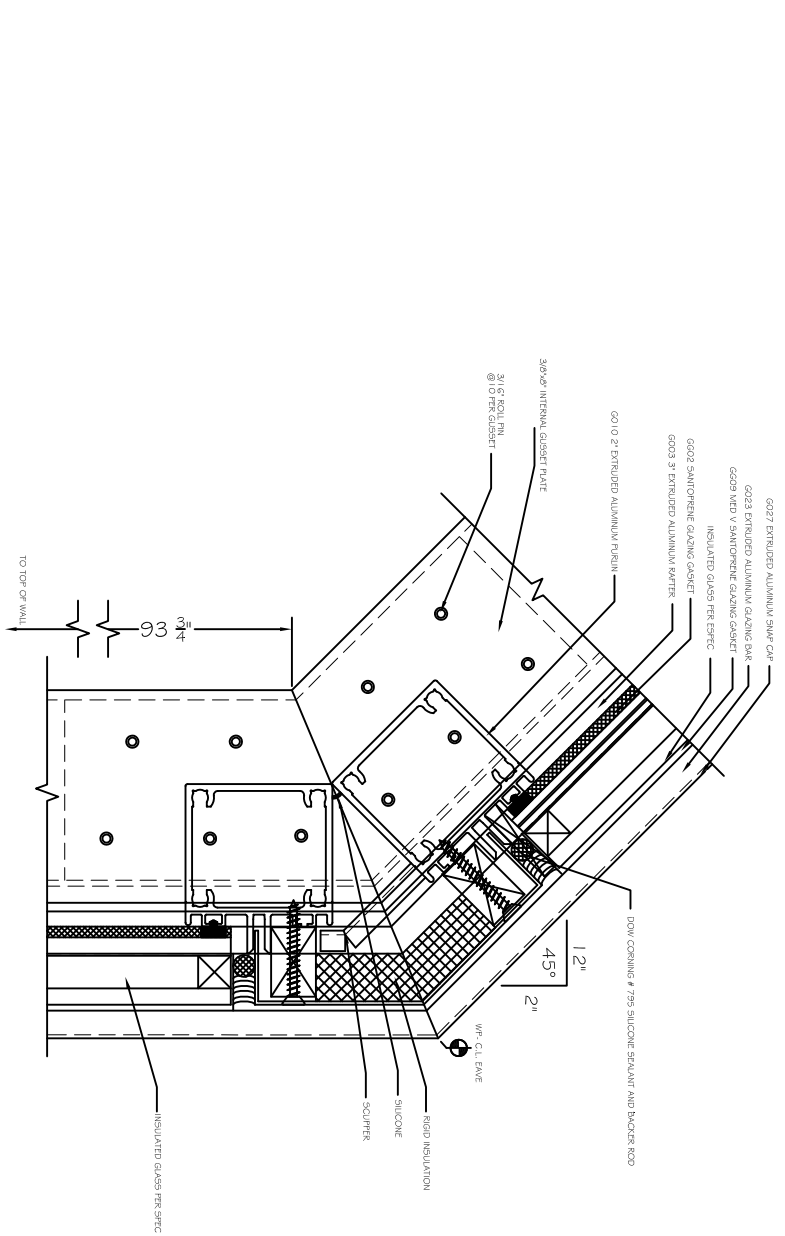 G027 EXTRUDED ALUMINUM SNAP CAP
G023 EXTRUDED ALUMINUM GLAZING BAR
GG09 MED V SANTOPRENE GLAZING GASKET
INSULATED GLASS PER ESPEC
GG02 SANTOPRENE GLAZING GASKET
G003 3" EXTRUDED ALUMINUM RAFTER
G010 2" EXTRUDED ALUMINUM PURLIN
3/8"x8" INTERNAL GUSSET PLATE
3/16" ROLL PIN
@10 PER GUSSET
DOW CORNING # 795 SILICONE SEALANT AND BACKER ROD
12"
45°
2"
WP- C.L. EAVE
RIGID INSULATION
SILICONE
SCUPPER
INSULATED GLASS PER SPEC
93 3/4"
TO TOP OF WALL